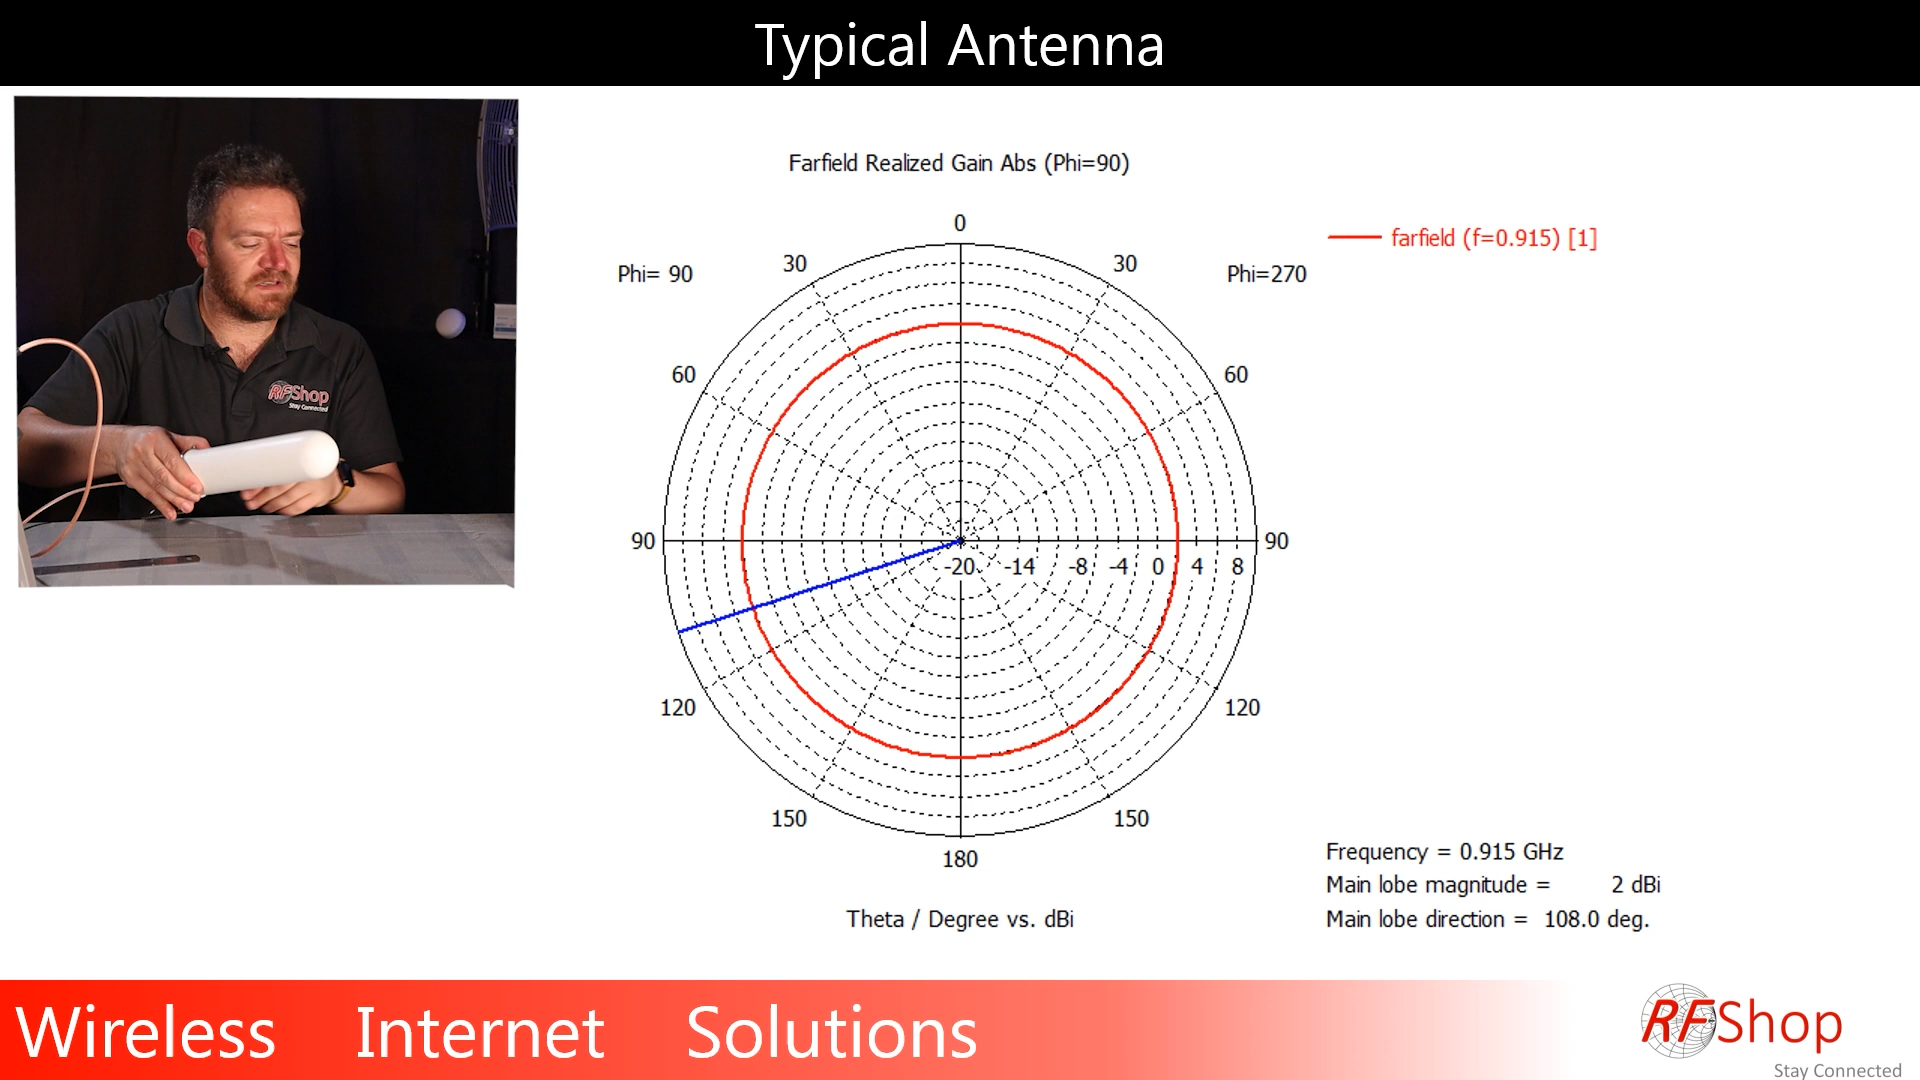 Typical Antenna
RFShop
Stay Connected
Farfield Realized Gain Abs (Phi=90)
0
30
30
Phi= 90
Phi=270
farfield (f=0.915) [1]
60
60
90
90
-20 -14 -8 -4 0 4 8
120
120
150
150
180
Theta / Degree vs. dBi
Frequency = 0.915 GHz
Main lobe magnitude = 2 dBi
Main lobe direction = 108.0 deg.
Wireless Internet Solutions
RFShop
Stay Connected